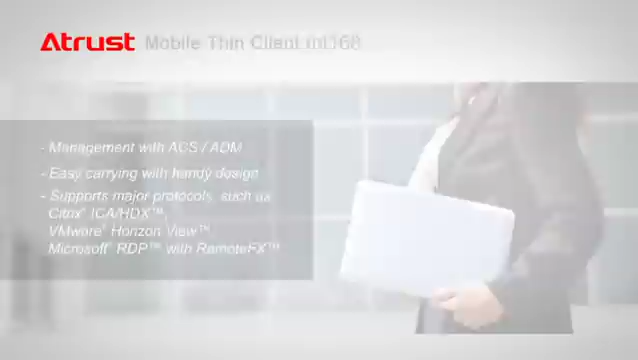 Atrust Mobile Thin Client mt168
- Management with ACS / ADM
- Easy carrying with handy design
- Supports major protocols, such as
Citrix® ICA/HDX™,
VMware® Horizon View™,
Microsoft® RDP™ with RemoteFX™